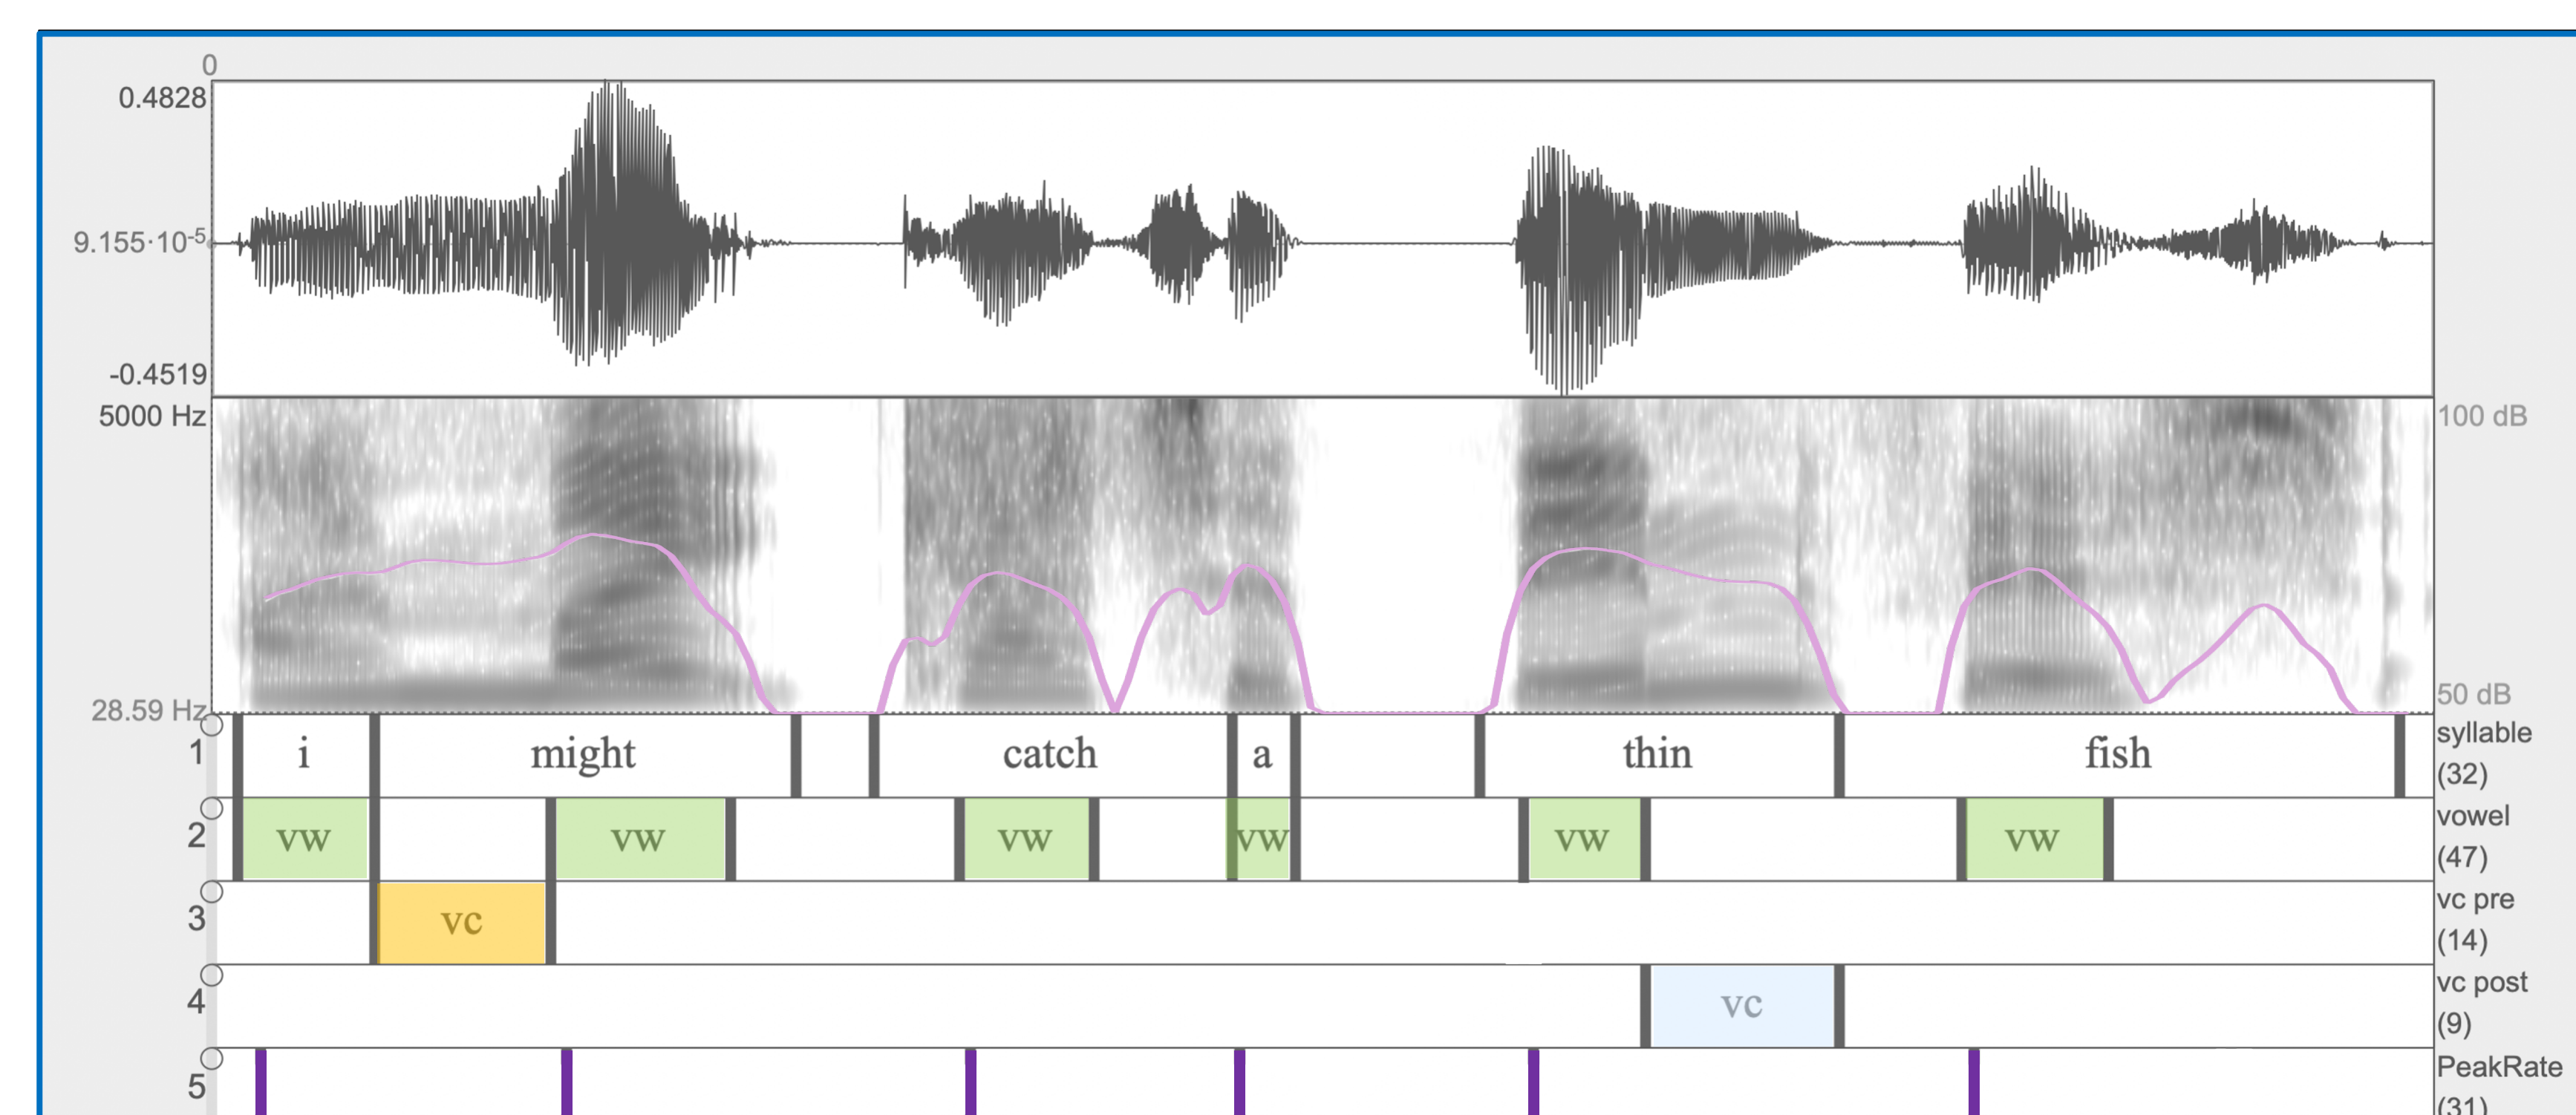 0
0.4828
9.155·10-5
-0.4519
5000 Hz
100 dB
28.59 Hz
50 dB
1 i might catch a thin fish syllable
(32)
2 vw vw vw vw vw vw vowel
(47)
3 vc vc pre
(14)
4 vc vc post
(9)
5 PeakRate
(31)